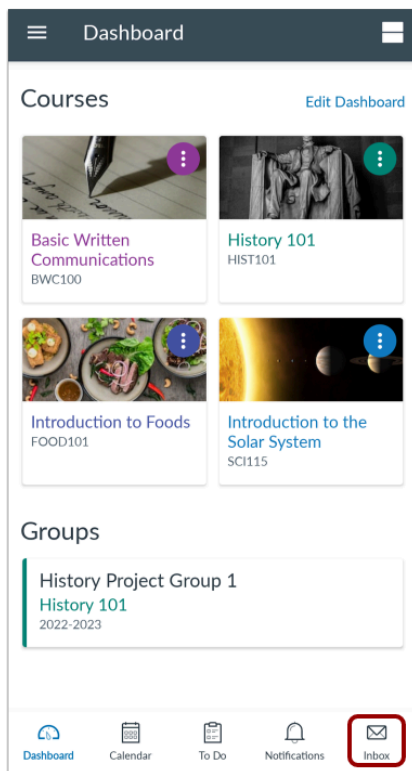 Dashboard
Courses
Edit Dashboard
Basic Written
Communications
BWC100
History 101
HIST101
Introduction to Foods
FOOD101
Introduction to the
Solar System
SCI115
Groups
History Project Group 1
History 101
2022-2023
Dashboard
Calendar
To Do
Notifications
Inbox